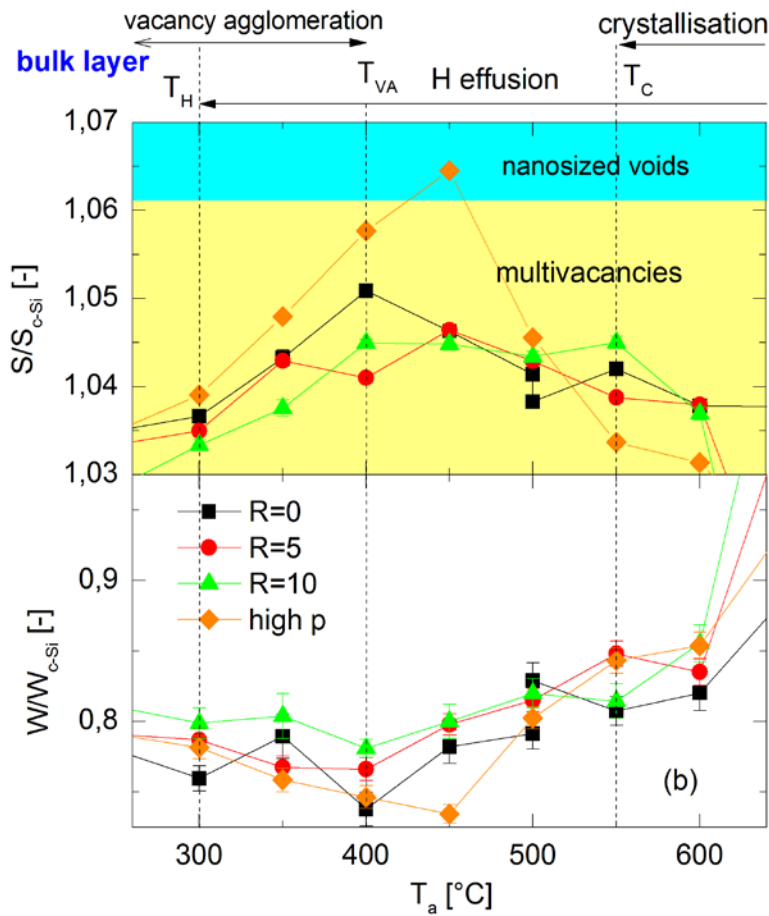 vacancy agglomeration
crystallisation
bulk layer
T_H
T_VA
H effusion
T_C
1,07
nanosized voids
1,06
multivacancies
1,05
1,04
1,03
S/S_c-Si [-]
R=0
R=5
R=10
high p
0,9
0,8
W/W_c-Si [-]
(b)
300 400 500 600
T_a [°C]